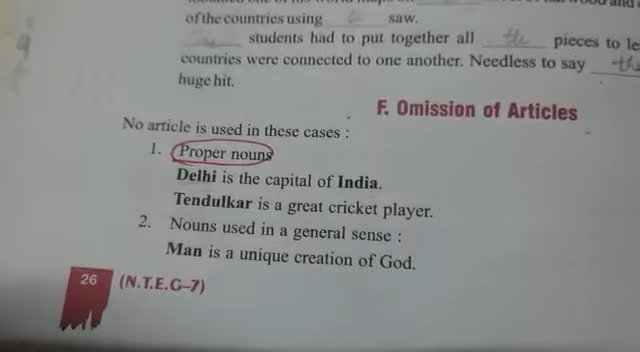 of the countries using a saw.
students had to put together all the pieces to le
countries were connected to one another. Needless to say the
huge hit.
F. Omission of Articles
No article is used in these cases :
1. Proper nouns
Delhi is the capital of India.
Tendulkar is a great cricket player.
2. Nouns used in a general sense :
Man is a unique creation of God.
26 (N.T.E.G–7)